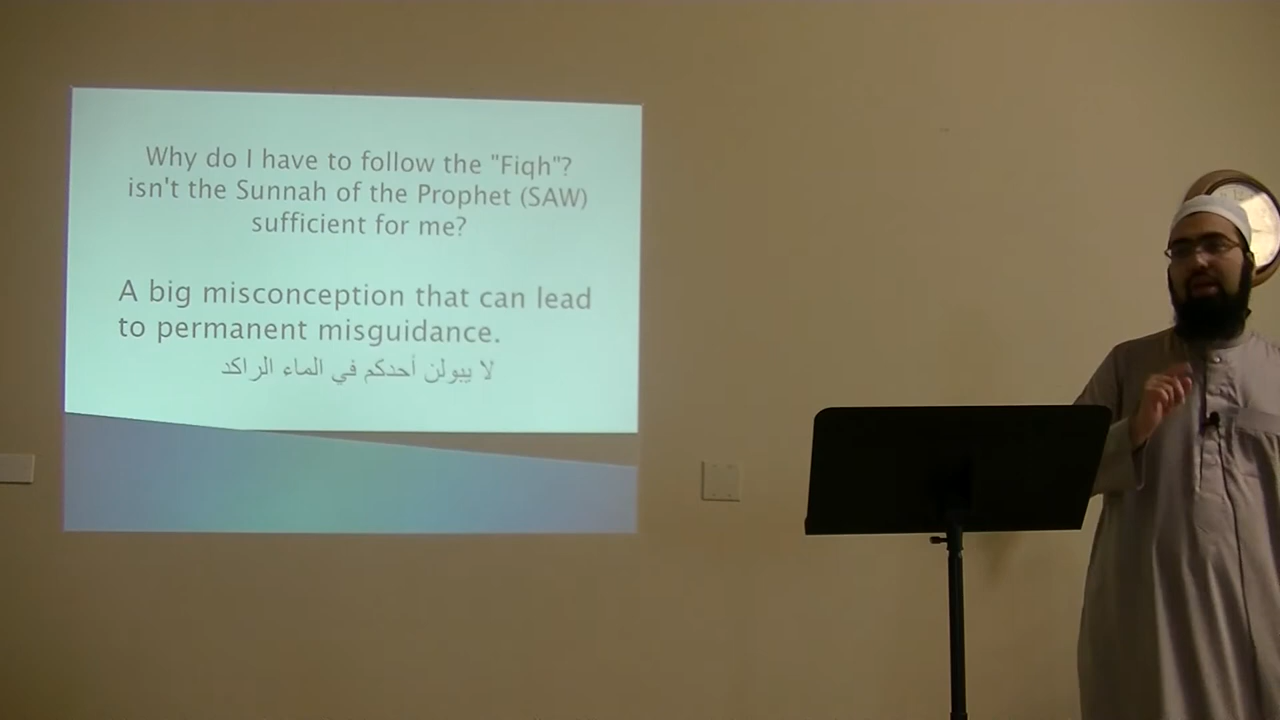 Why do I have to follow the "Fiqh"?
isn't the Sunnah of the Prophet (SAW)
sufficient for me?
A big misconception that can lead
to permanent misguidance.
لا يبولن أحدكم في الماء الراكد